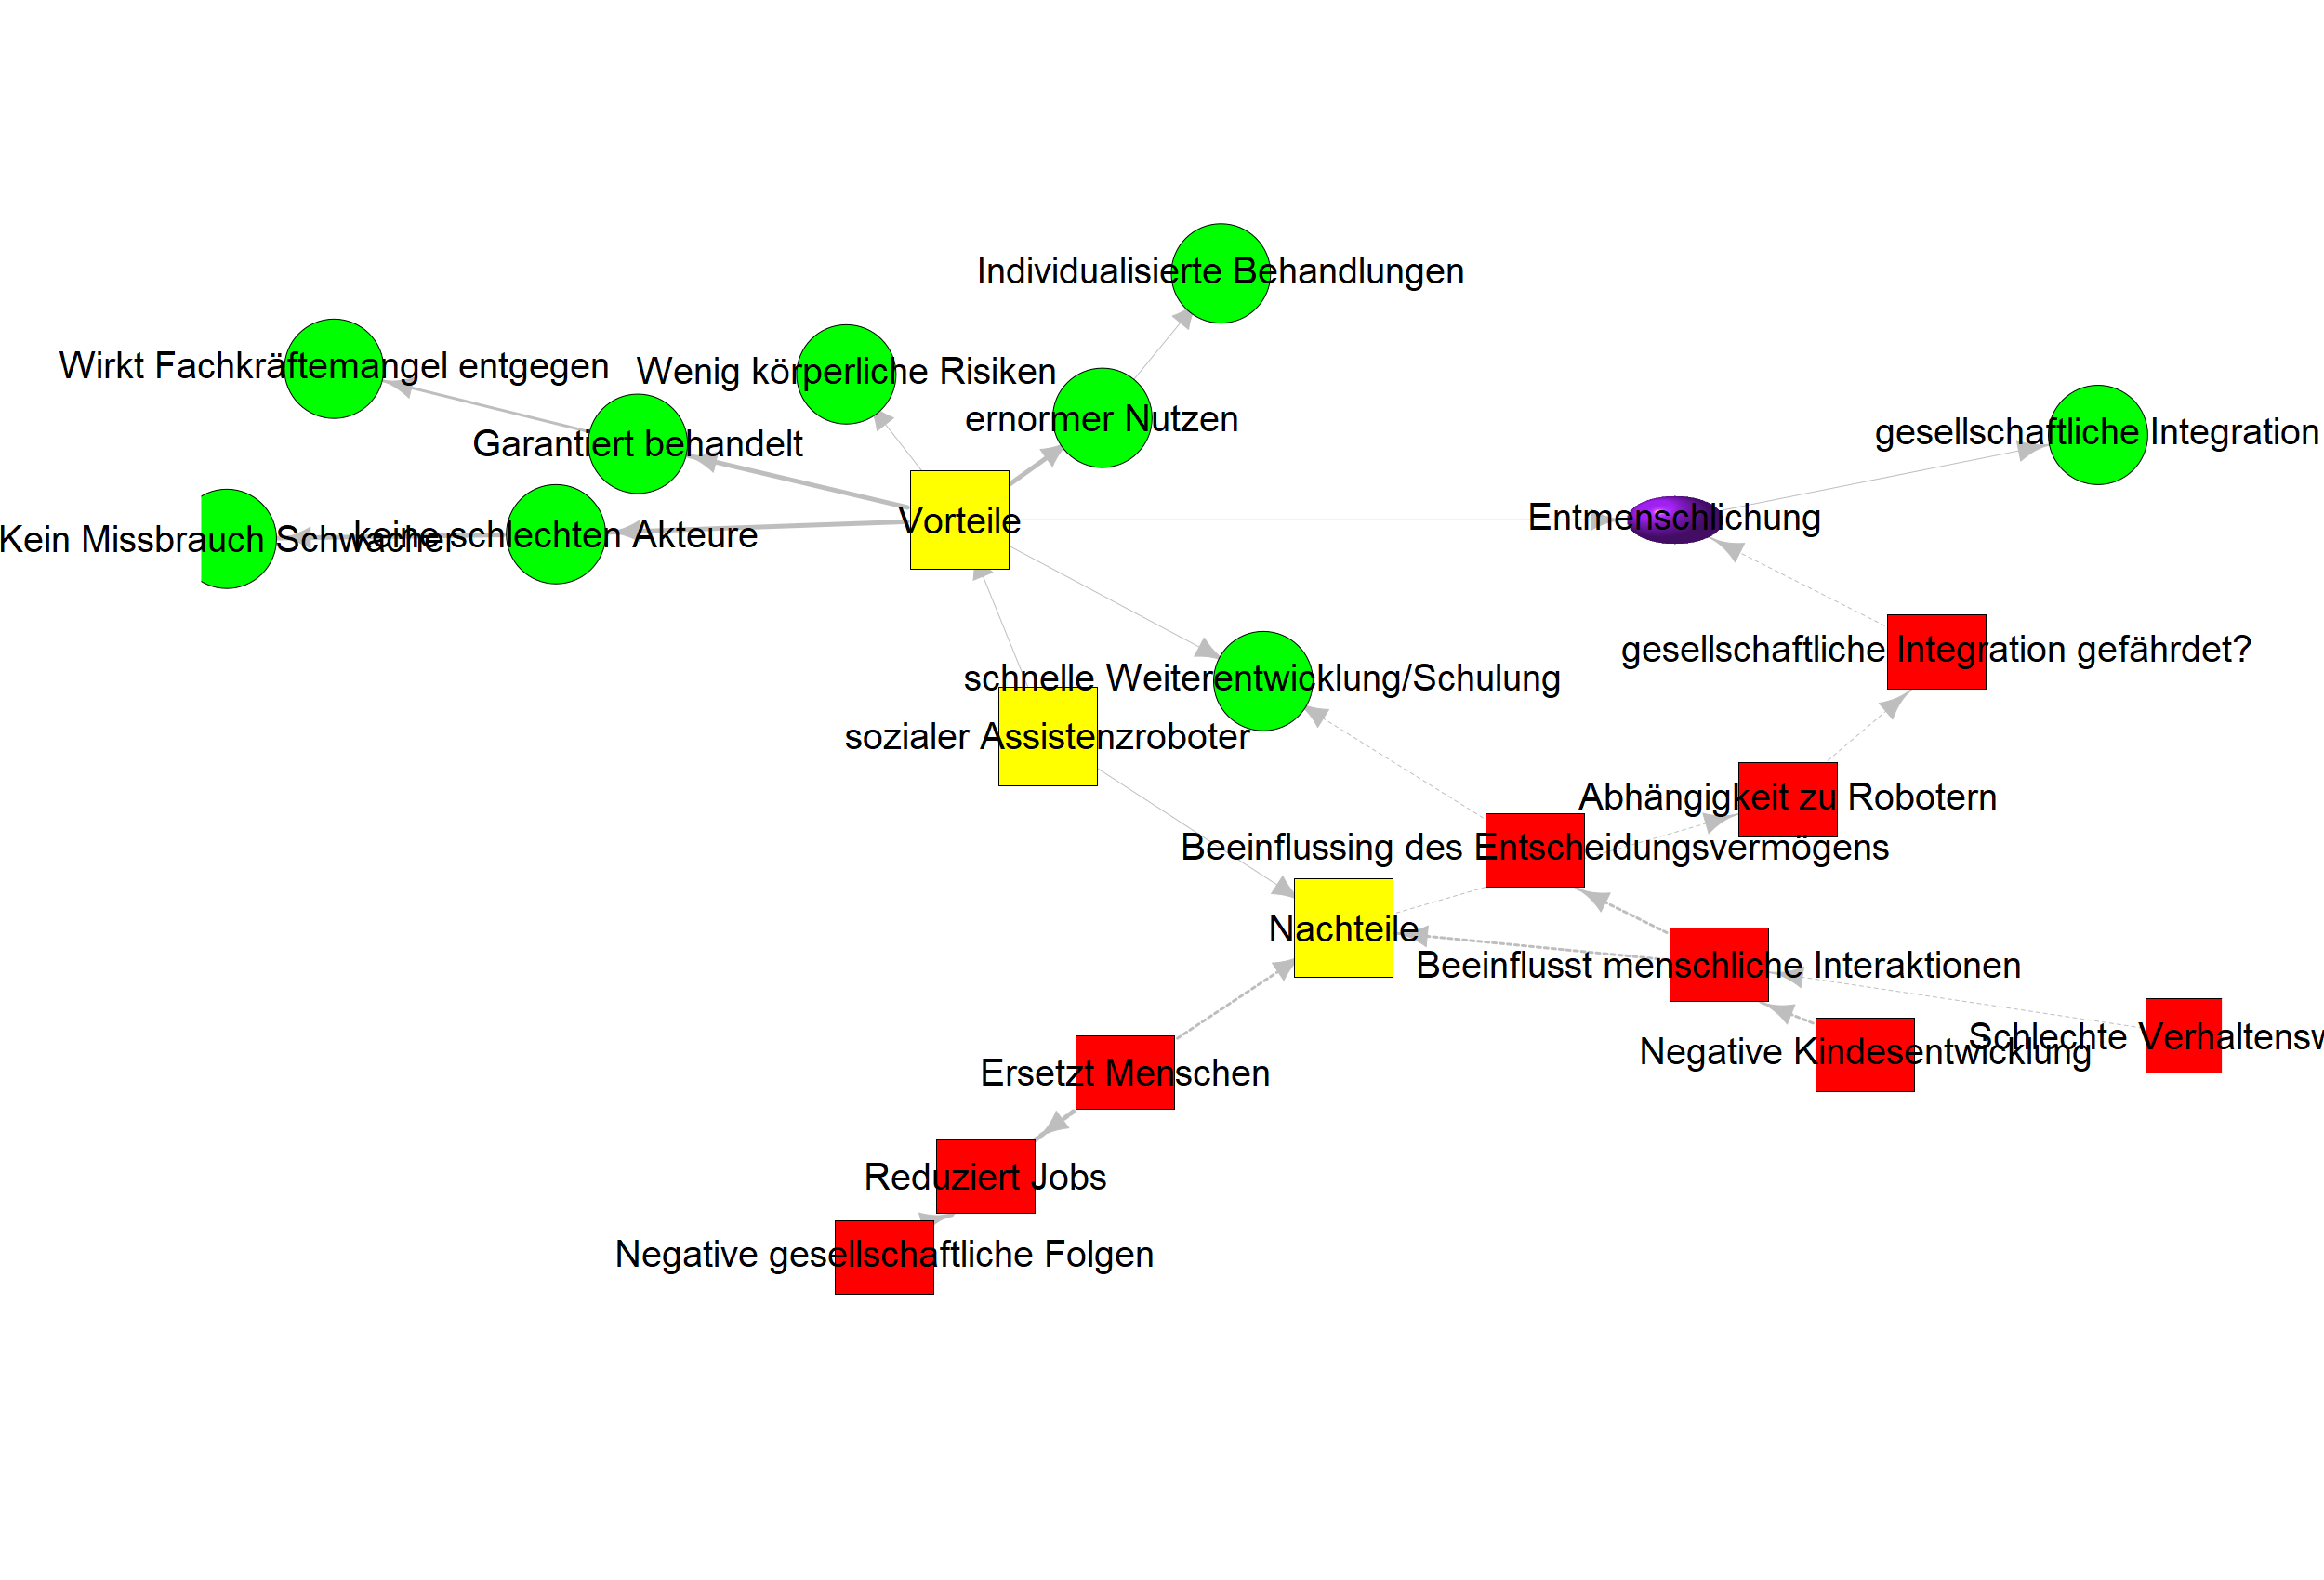 Individualisierte Behandlungen
Wirkt Fachkräftemangel entgegen
Wenig körperliche Risiken
ernormer Nutzen
Garantiert behandelt
gesellschaftliche Integration
Kein Missbrauch Schwacher
keine schlechten Akteure
Vorteile
Entmenschlichung
gesellschaftliche Integration gefährdet?
schnelle Weiterentwicklung/Schulung
sozialer Assistenzroboter
Abhängigkeit zu Robotern
Beeinflussing des Entscheidungsvermögens
Nachteile
Beeinflusst menschliche Interaktionen
Schlechte
Negative Kindesentwicklung
Ersetzt Menschen
Reduziert Jobs
Negative gesellschaftliche Folgen